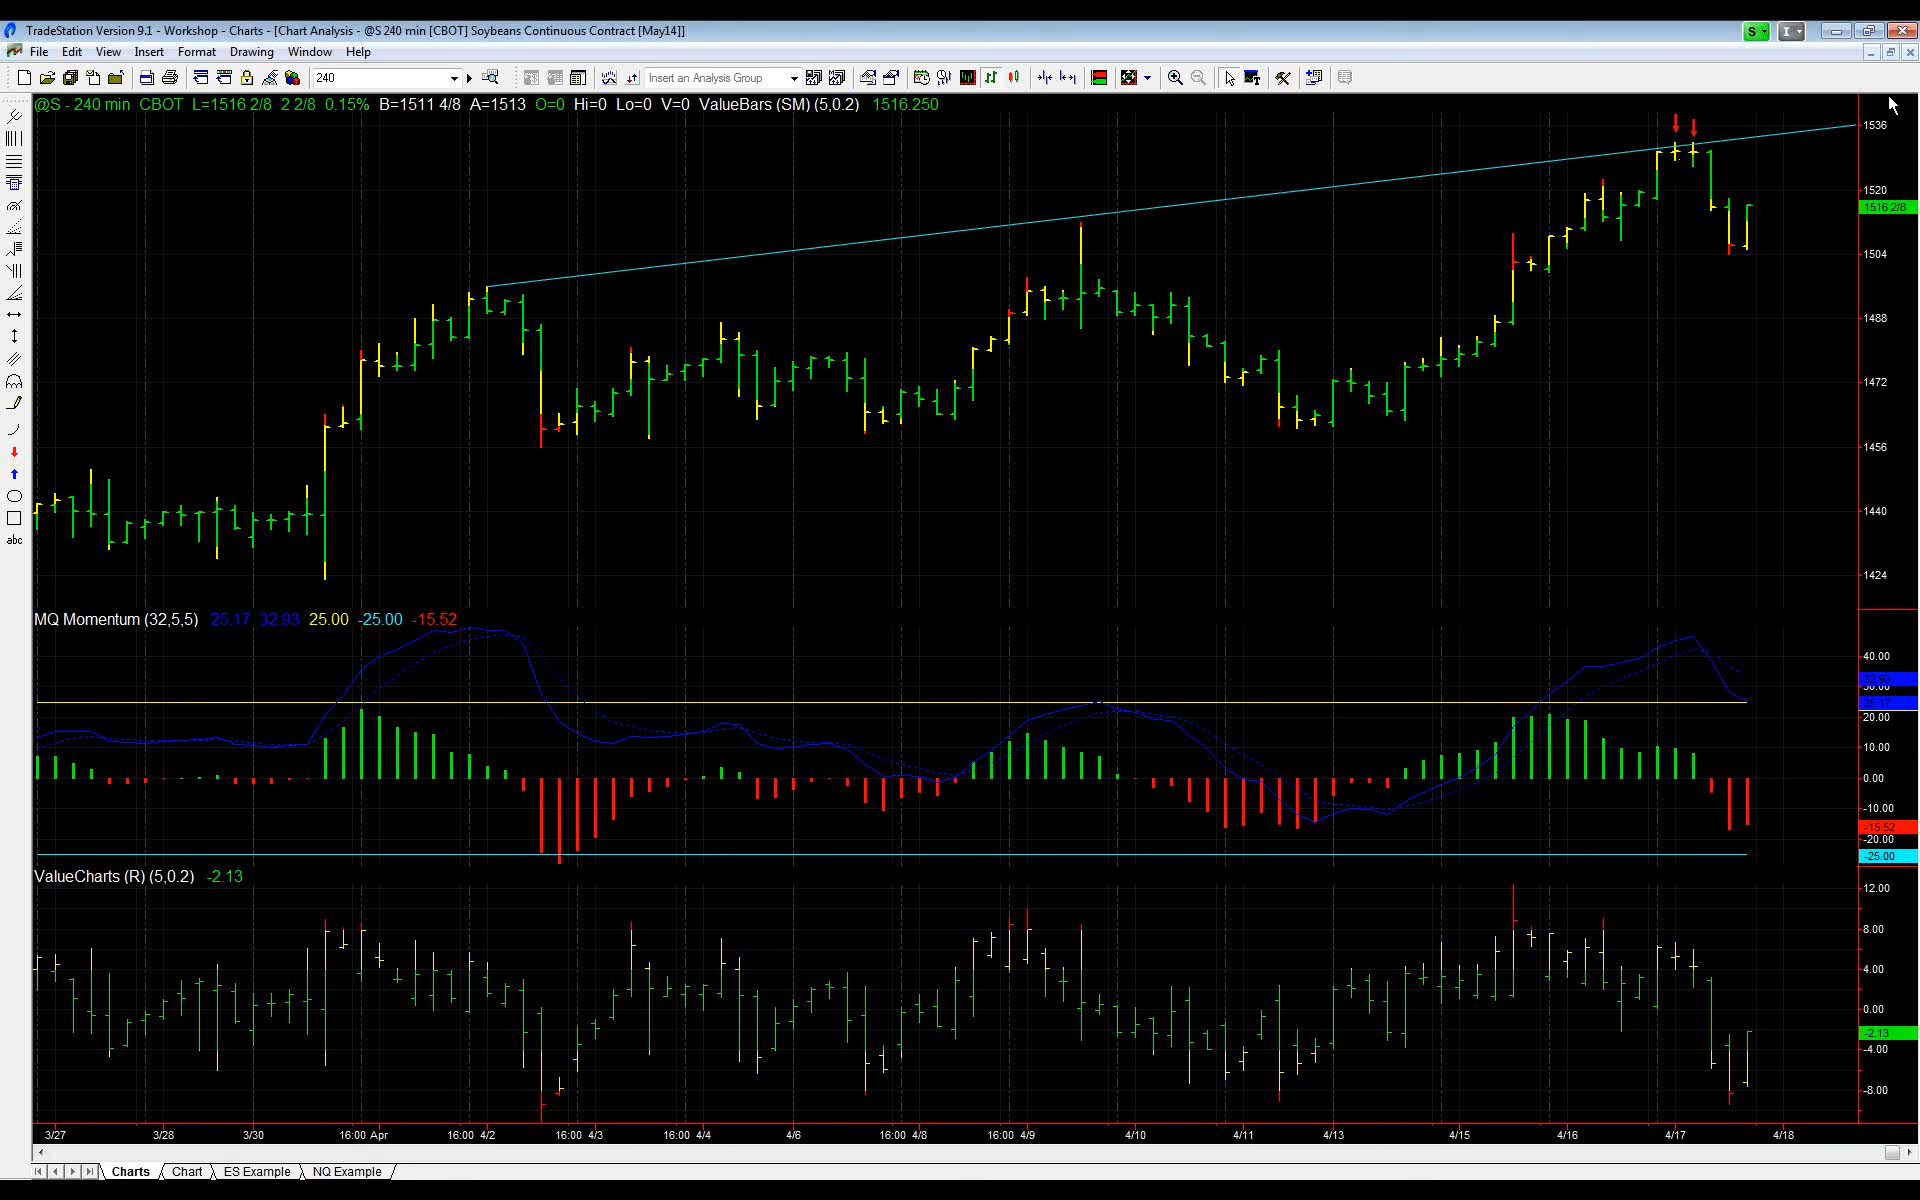 TradeStation Version 9.1 - Workshop - Charts - [Chart Analysis - @S 240 min [CBOT] Soybeans Continuous Contract [May14]]
S I
File Edit View Insert Format Drawing Window Help
240 Insert an Analysis Group
@S - 240 min CBOT L=1516 2/8 2 2/8 0.15% B=1511 4/8 A=1513 O=0 Hi=0 Lo=0 V=0 ValueBars (SM) (5,0.2) 1516.250
1536
1520
1516 2/8
1504
1488
1472
1456
1440
1424
abc
MQ Momentum (32,5,5) 25.17 32.93 25.00 -25.00 -15.52
40.00
32.93
30.00
20.00
10.00
0.00
-10.00
-15.52
-20.00
-25.00
ValueCharts (R) (5,0.2) -2.13
12.00
8.00
4.00
0.00
-2.13
-4.00
-8.00
3/27 3/28 3/30 16:00 Apr 16:00 4/2 16:00 4/3 16:00 4/4 4/6 16:00 4/8 16:00 4/9 4/10 4/11 4/13 4/15 4/16 4/17 4/18
Charts Chart ES Example NQ Example